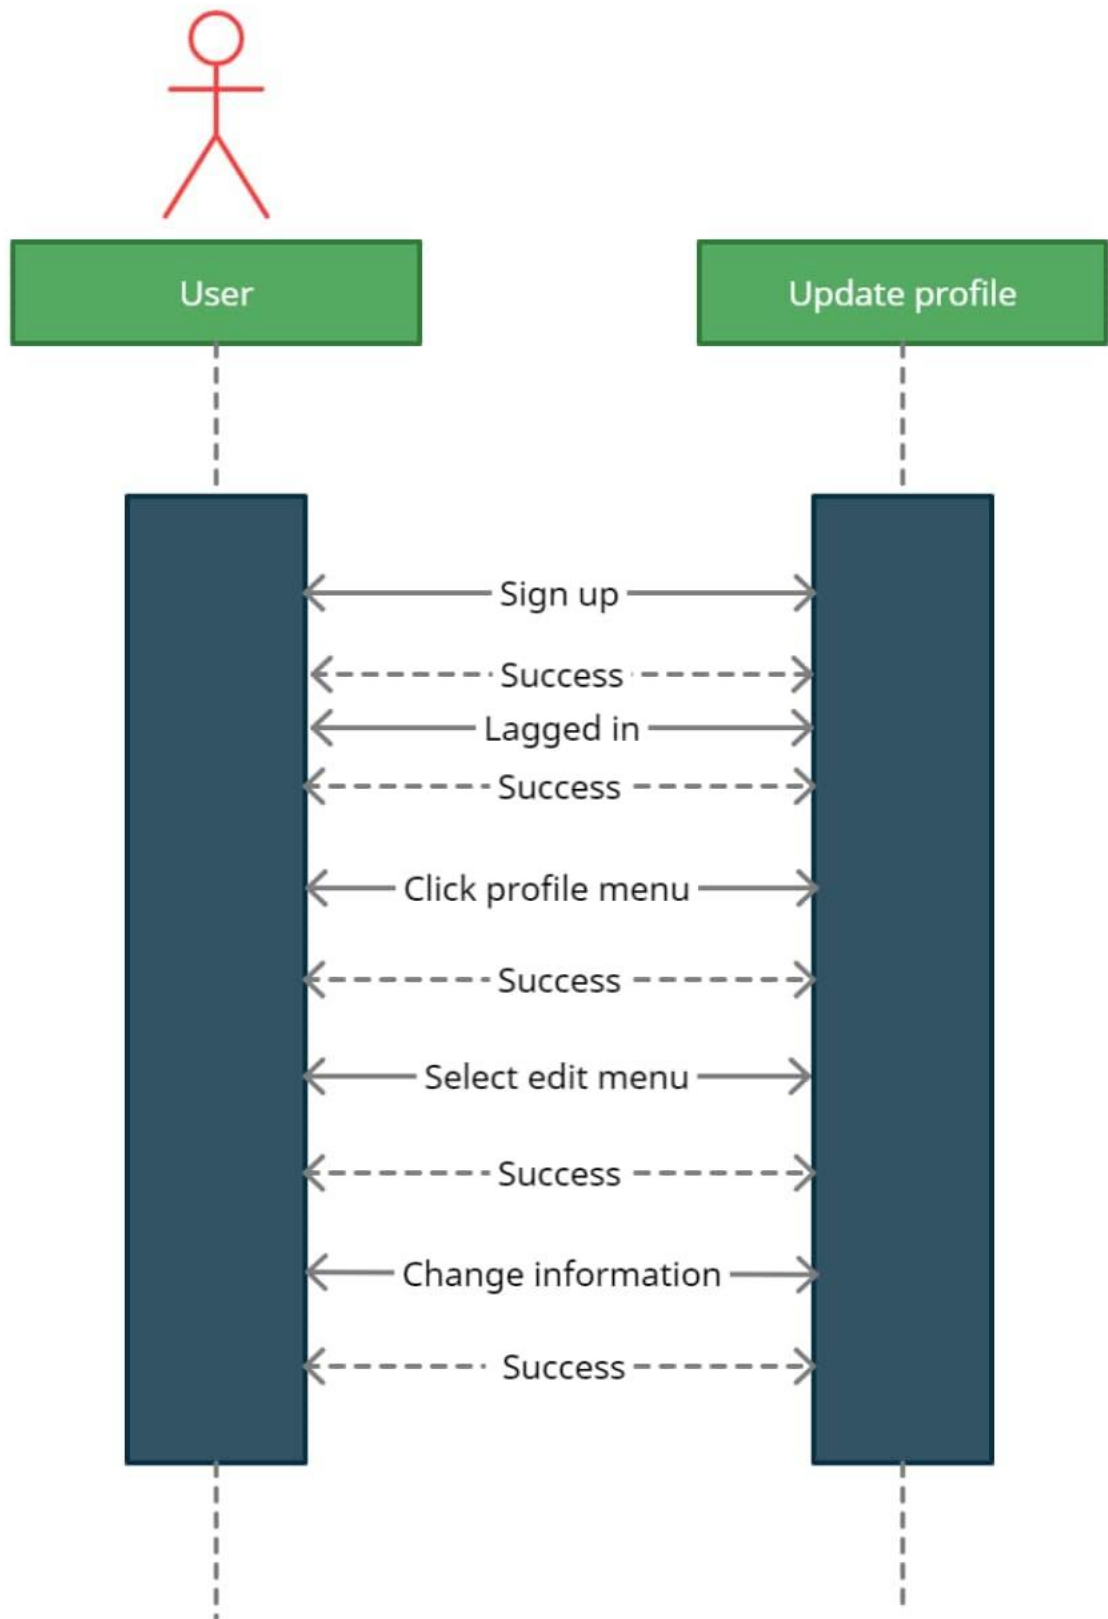 User
Update profile
Sign up
Success
Lagged in
Success
Click profile menu
Success
Select edit menu
Success
Change information
Success